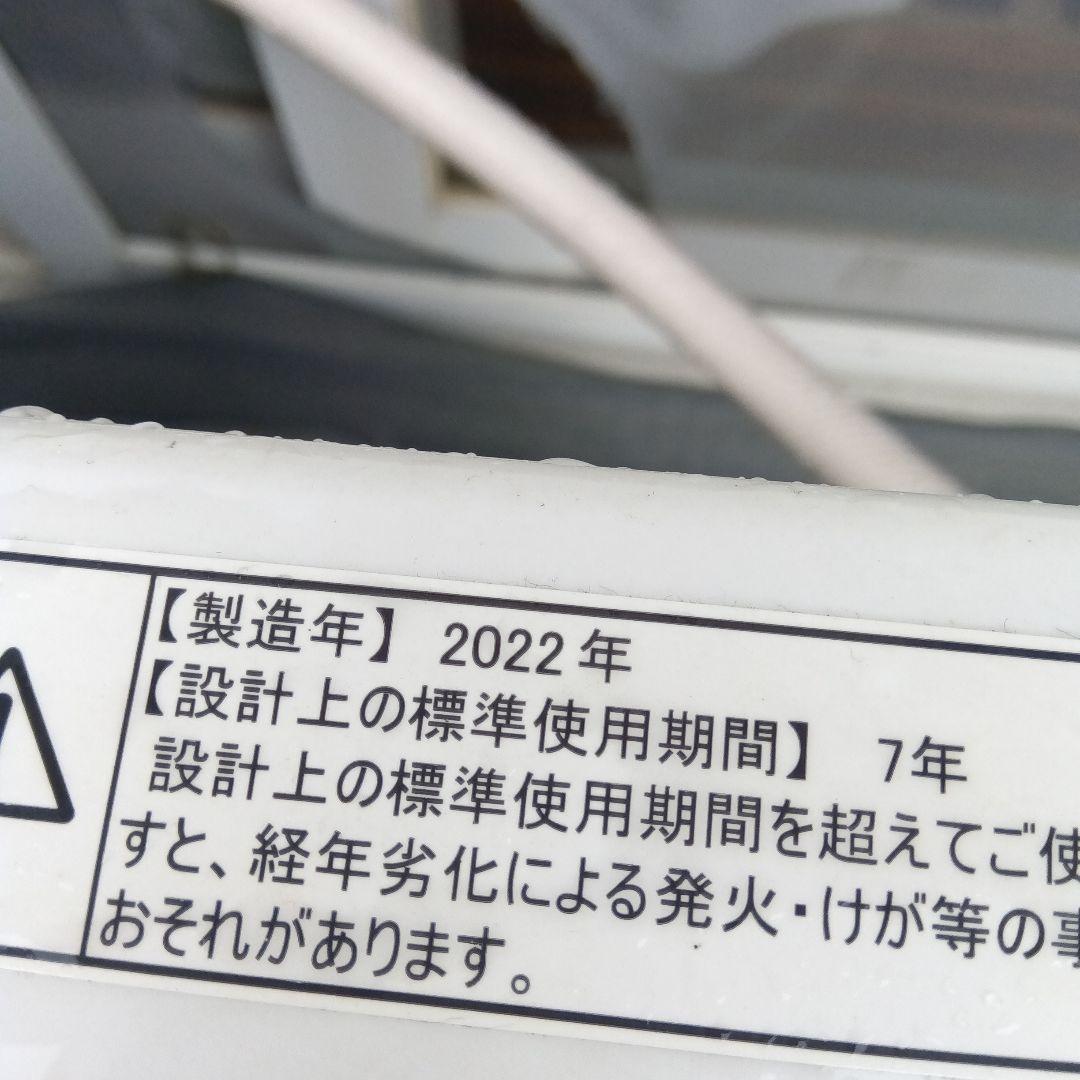 【製造年】 2022年
【設計上の標準使用期間】 7年
設計上の標準使用期間を超えてご使
すと、経年劣化による発火・けが等の事
おそれがあります。